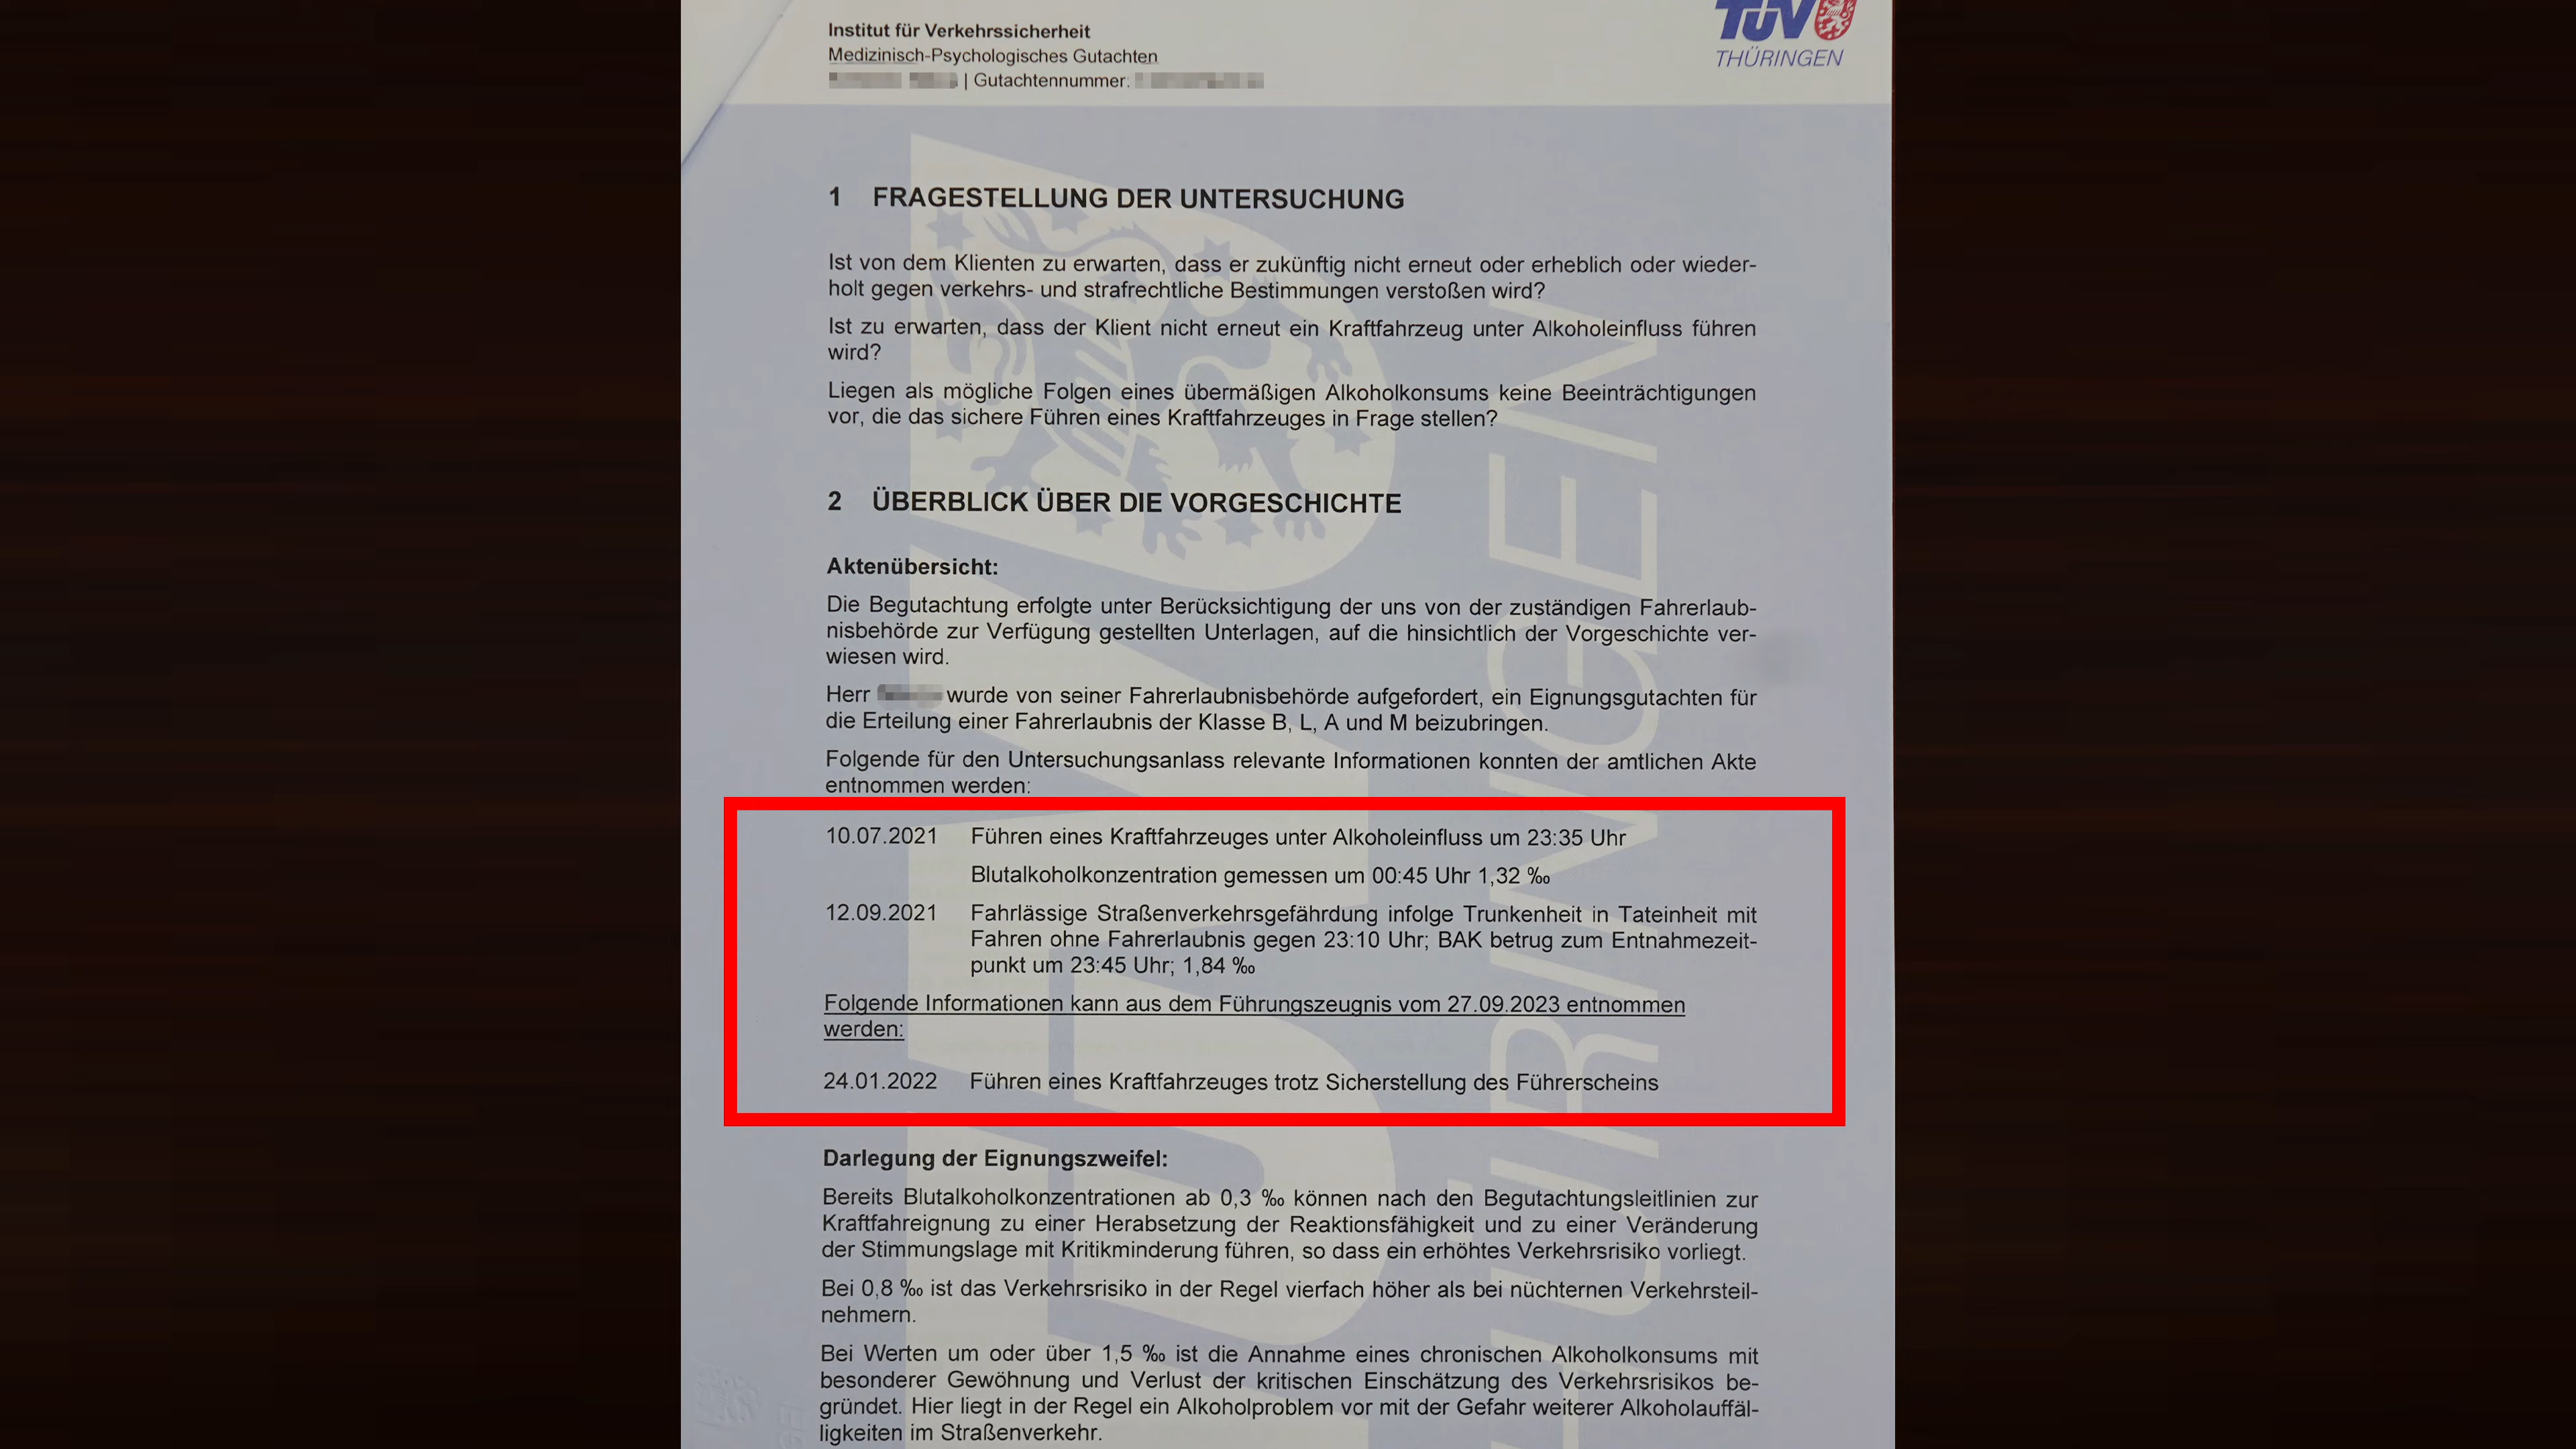 Institut für Verkehrssicherheit
Medizinisch-Psychologisches Gutachten
| Gutachtennummer:
TÜV
THÜRINGEN
1 FRAGESTELLUNG DER UNTERSUCHUNG
Ist von dem Klienten zu erwarten, dass er zukünftig nicht erneut oder erheblich oder wieder-
holt gegen verkehrs- und strafrechtliche Bestimmungen verstoßen wird?
Ist zu erwarten, dass der Klient nicht erneut ein Kraftfahrzeug unter Alkoholeinfluss führen
wird?
Liegen als mögliche Folgen eines übermäßigen Alkoholkonsums keine Beeinträchtigungen
vor, die das sichere Führen eines Kraftfahrzeuges in Frage stellen?
2 ÜBERBLICK ÜBER DIE VORGESCHICHTE
Aktenübersicht:
Die Begutachtung erfolgte unter Berücksichtigung der uns von der zuständigen Fahrerlaub-
nisbehörde zur Verfügung gestellten Unterlagen, auf die hinsichtlich der Vorgeschichte ver-
wiesen wird.
Herr wurde von seiner Fahrerlaubnisbehörde aufgefordert, ein Eignungsgutachten für
die Erteilung einer Fahrerlaubnis der Klasse B, L, A und M beizubringen.
Folgende für den Untersuchungsanlass relevante Informationen konnten der amtlichen Akte
entnommen werden:
10.07.2021 Führen eines Kraftfahrzeuges unter Alkoholeinfluss um 23:35 Uhr
Blutalkoholkonzentration gemessen um 00:45 Uhr 1,32 ‰
12.09.2021 Fahrlässige Straßenverkehrsgefährdung infolge Trunkenheit in Tateinheit mit
Fahren ohne Fahrerlaubnis gegen 23:10 Uhr; BAK betrug zum Entnahmezeit-
punkt um 23:45 Uhr; 1,84 ‰
Folgende Informationen kann aus dem Führungszeugnis vom 27.09.2023 entnommen
werden:
24.01.2022 Führen eines Kraftfahrzeuges trotz Sicherstellung des Führerscheins
Darlegung der Eignungszweifel:
Bereits Blutalkoholkonzentrationen ab 0,3 ‰ können nach den Begutachtungsleitlinien zur
Kraftfahreignung zu einer Herabsetzung der Reaktionsfähigkeit und zu einer Veränderung
der Stimmungslage mit Kritikminderung führen, so dass ein erhöhtes Verkehrsrisiko vorliegt.
Bei 0,8 ‰ ist das Verkehrsrisiko in der Regel vierfach höher als bei nüchternen Verkehrsteil-
nehmern.
Bei Werten um oder über 1,5 ‰ ist die Annahme eines chronischen Alkoholkonsums mit
besonderer Gewöhnung und Verlust der kritischen Einschätzung des Verkehrsrisikos be-
gründet. Hier liegt in der Regel ein Alkoholproblem vor mit der Gefahr weiterer Alkoholauffäl-
ligkeiten im Straßenverkehr.